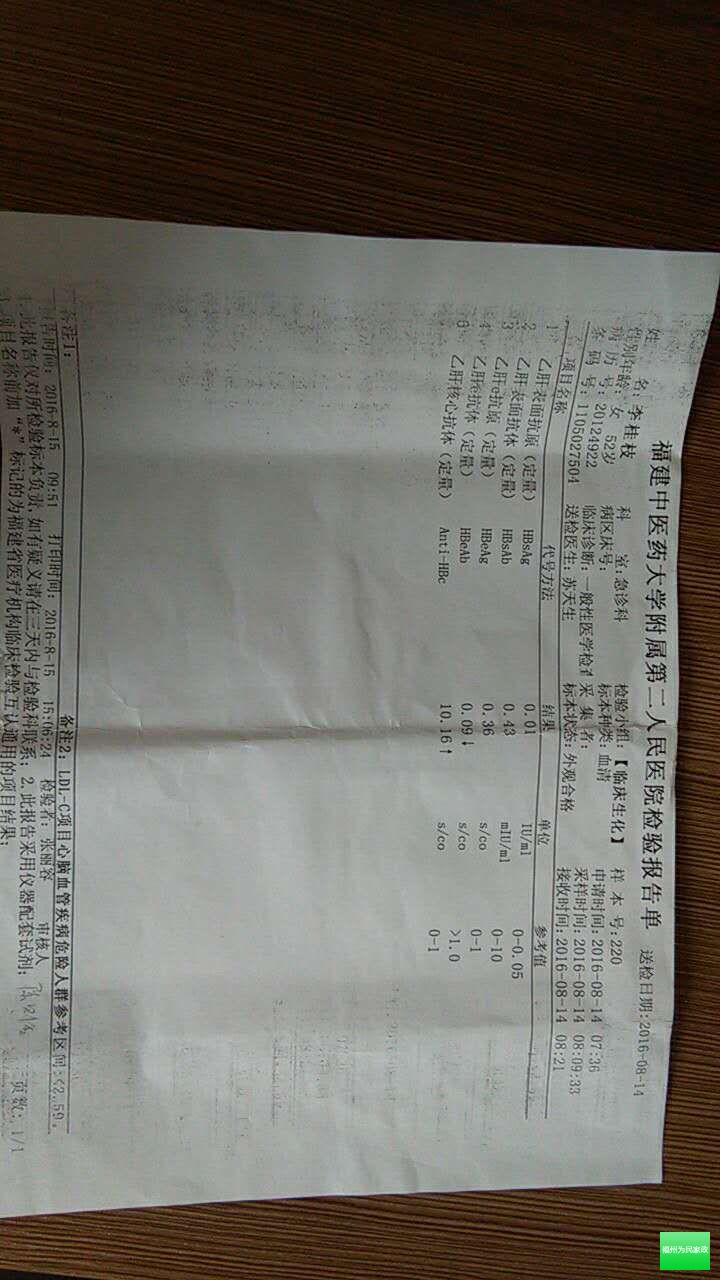 福建中医药大学附属第二人民医院检验报告单 送检日期:2016-08-14
姓 名: 李桂枝 科 室: 急诊科 检验小组: 【临床生化】 样 本 号: 220
性别年龄: 女 52岁 病区床号: 标本种类: 血清 申请时间: 2016-08-14 07:36
病 历 号: 20124922 临床诊断: 一般性医学检查 采 集 者: 采样时间: 2016-08-14 08:09:33
条 码 号: 1105027504 送检医生: 苏天生 标本状态: 外观合格 接收时间: 2016-08-14 08:21
项目名称 代号方法 结果 单位 参考值
1 乙肝表面抗原(定量) HBsAg 0.01 IU/ml 0-0.05
2 乙肝表面抗体(定量) HBsAb 0.43 mIU/ml 0-10
3 乙肝e抗原(定量) HBeAg 0.36 s/co 0-1
4 乙肝e抗体(定量) HBeAb 0.09↓ s/co >1.0
6 乙肝核心抗体(定量) Anti-HBc 10.16↑ s/co 0-1
备注1: 备注2: LDL-C项目心脑血管疾病危险人群参考区间:<2.59。
报告时间: 2016-8-15 09:51 打印时间: 2016-8-15 15:06:24 检验者: 张丽容 审核人
1.此报告仅对所检验标本负责,如有疑义请在三天内与检验科联系; 2.此报告采用仪器配套试剂; 页数: 1/1
项目名称前加“*”标记的为福建省医疗机构临床检验互认通用的项目结果;
福州为民家政